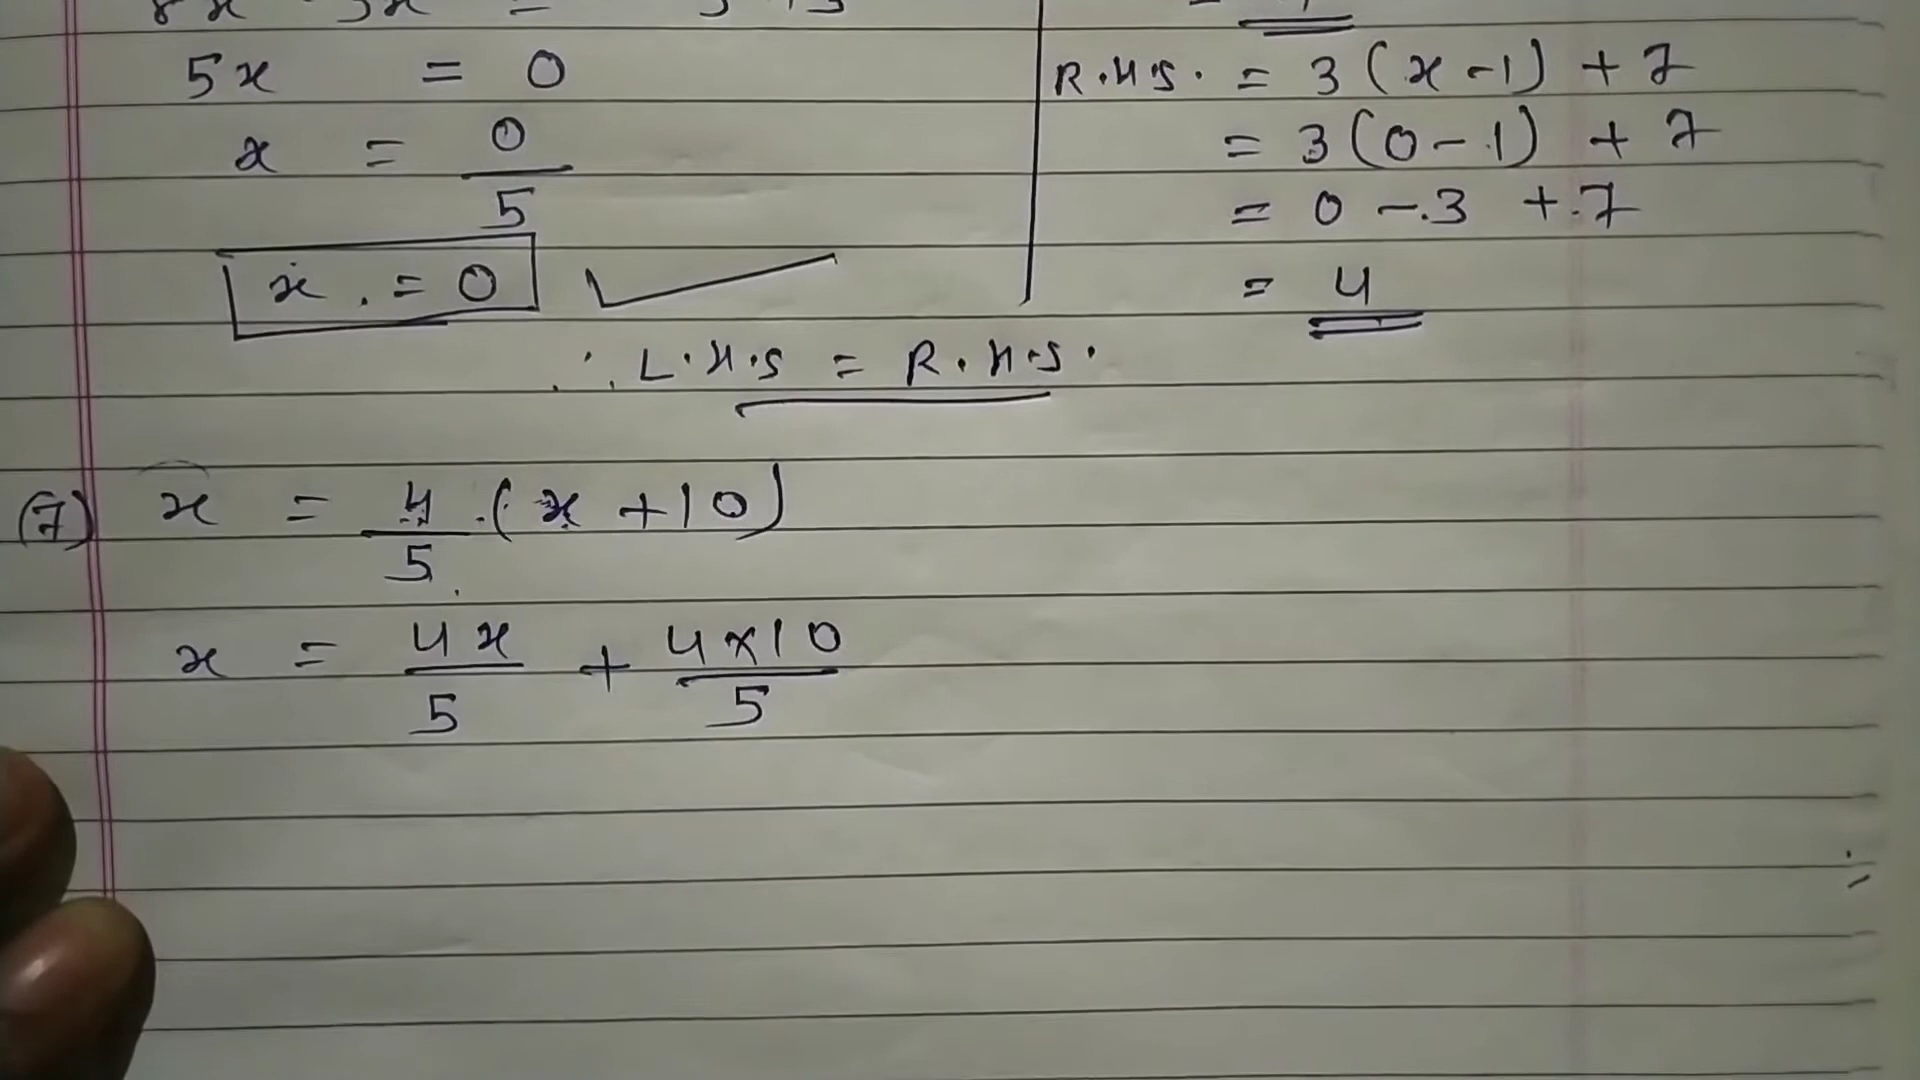 5x = 0
x = 0/5
x = 0
R.H.S. = 3(x-1) + 7
= 3(0-1) + 7
= 0 - 3 + 7
= 4
∴ L.H.S = R.H.S.
(7) x = 4/5 (x+10)
x = 4x/5 + 4×10/5